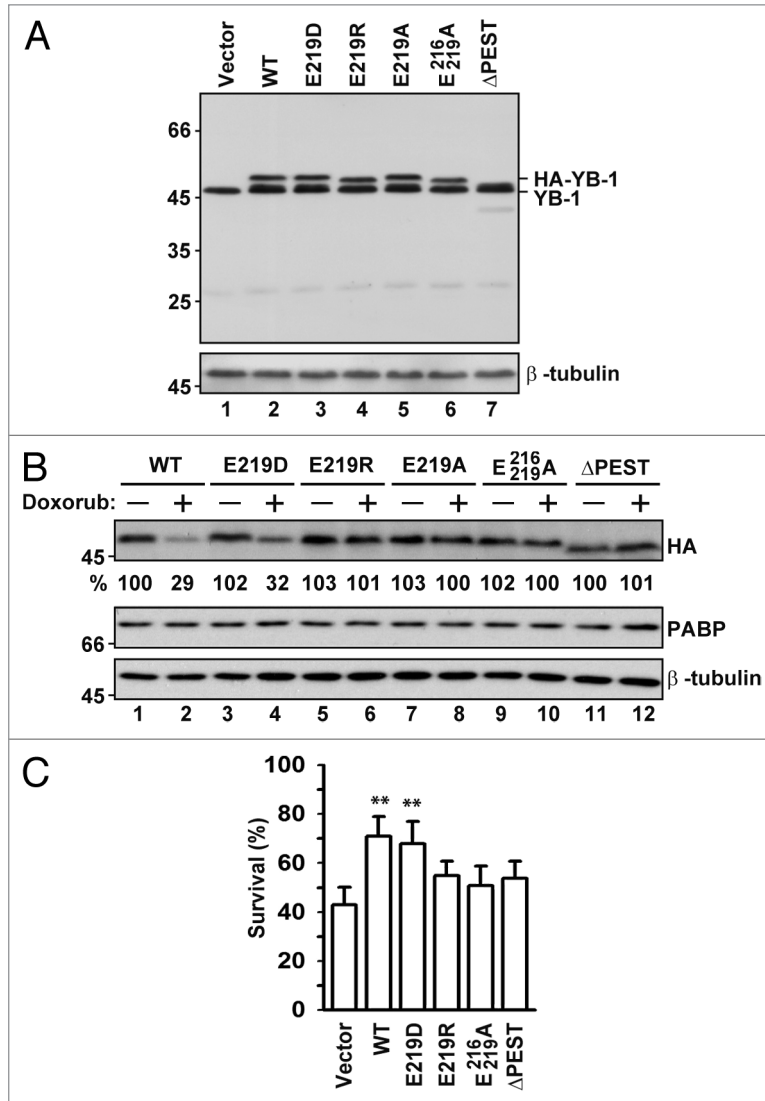 A
Vector WT E219D E219R E219A E216/219A ΔPEST
66
45
35
25
HA-YB-1
YB-1
β -tubulin
45
1 2 3 4 5 6 7
B
WT E219D E219R E219A E216/219A ΔPEST
Doxorub: — + — + — + — + — + — +
45
HA
% 100 29 102 32 103 101 103 100 102 100 100 101
PABP
66
β -tubulin
45
1 2 3 4 5 6 7 8 9 10 11 12
C
Survival (%)
100
80
60
40
20
0
** **
Vector WT E219D E219R E216/219A ΔPEST